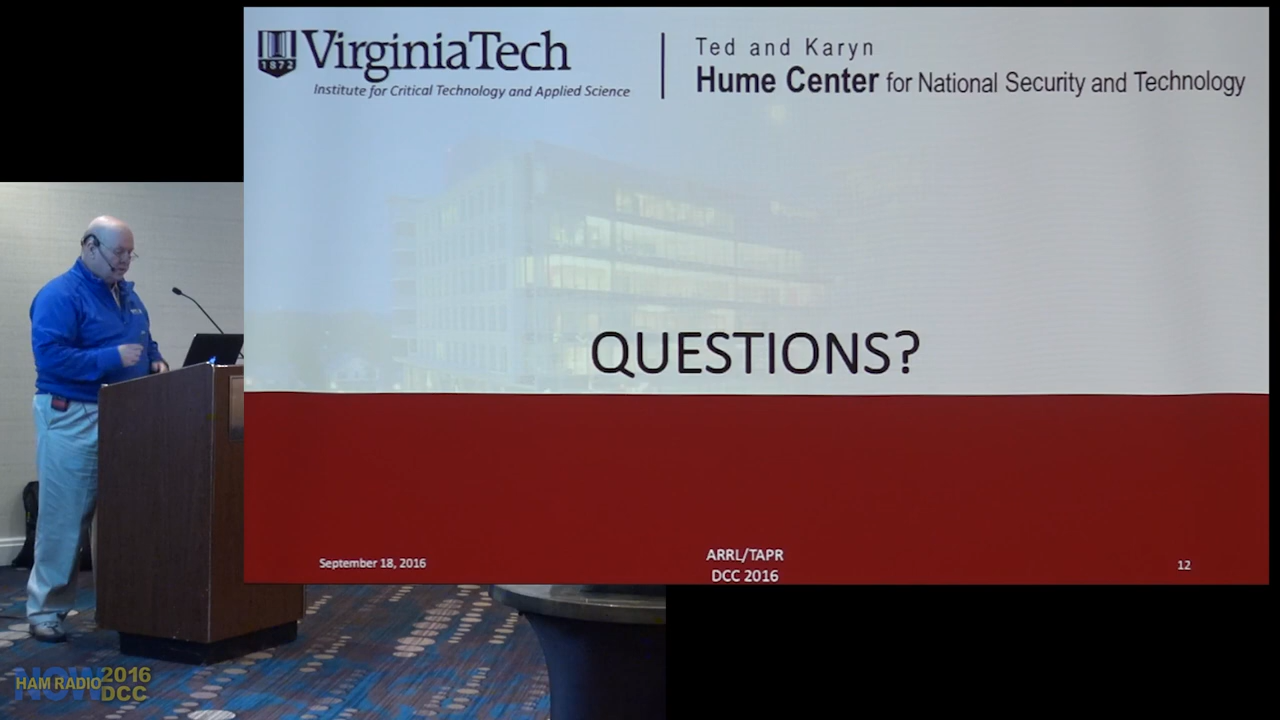 VirginiaTech
1872
Institute for Critical Technology and Applied Science
Ted and Karyn
Hume Center for National Security and Technology
QUESTIONS?
September 18, 2016
ARRL/TAPR
DCC 2016
12
HAM RADIO NOW 2016
DCC